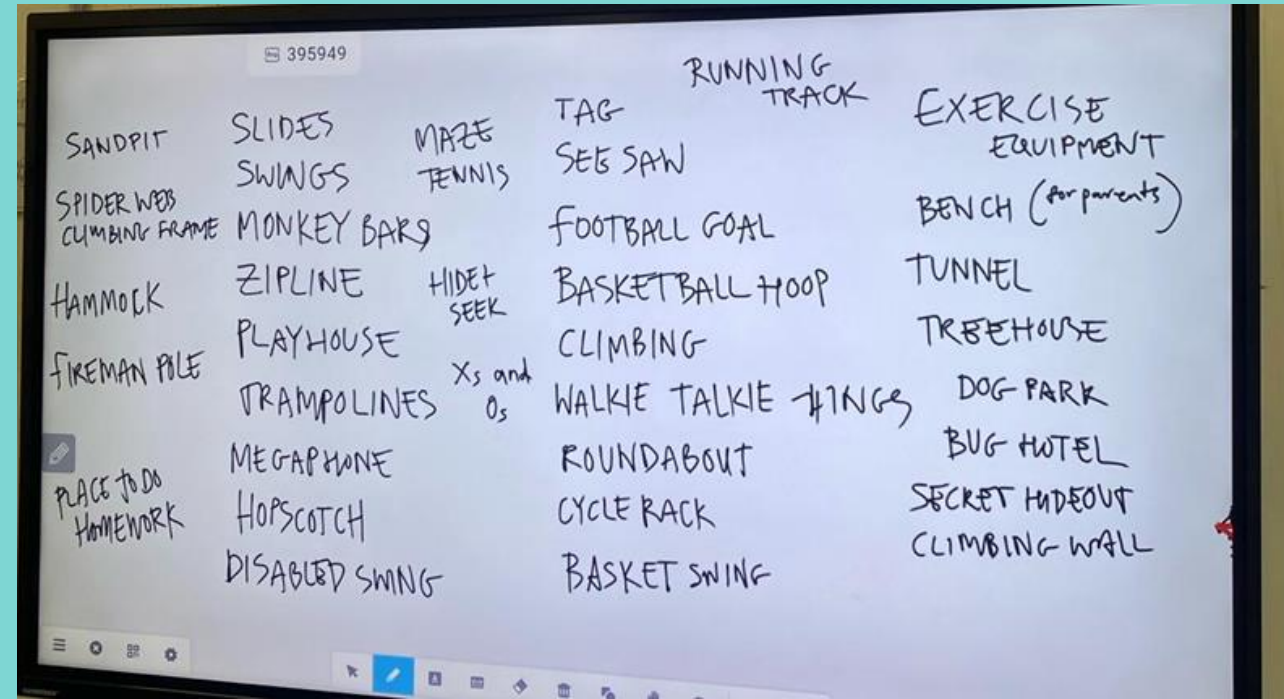 395949
SANDPIT
SPIDER WEB
CLIMBING FRAME
HAMMOCK
FIREMAN POLE
PLACE TO DO
HOMEWORK
SLIDES
SWINGS
MONKEY BARS
ZIPLINE
PLAYHOUSE
TRAMPOLINES
MEGAPHONE
HOPSCOTCH
DISABLED SWING
MAZE
TENNIS
HIDE +
SEEK
Xs and
Os
TAG
SEE SAW
FOOTBALL GOAL
BASKETBALL HOOP
CLIMBING
WALKIE TALKIE THINGS
ROUNDABOUT
CYCLE RACK
BASKET SWING
RUNNING
TRACK
EXERCISE
EQUIPMENT
BENCH (for parents)
TUNNEL
TREEHOUSE
DOG PARK
BUG HOTEL
SECRET HIDEOUT
CLIMBING WALL